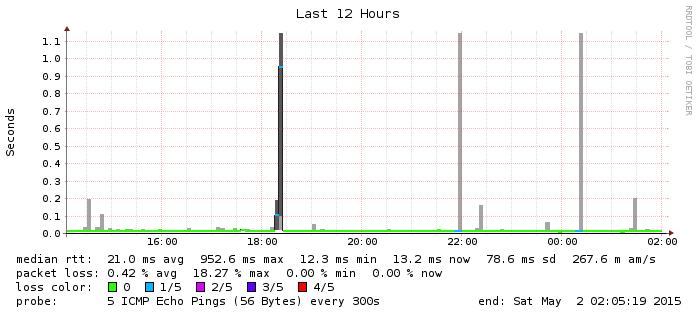 Last 12 Hours
RRDTOOL / TOBI OETIKER
Seconds
1.1
1.0
0.9
0.8
0.7
0.6
0.5
0.4
0.3
0.2
0.1
0.0
16:00 18:00 20:00 22:00 00:00 02:00
median rtt: 21.0 ms avg 952.6 ms max 12.3 ms min 13.2 ms now 78.6 ms sd 267.6 m am/s
packet loss: 0.42 % avg 18.27 % max 0.00 % min 0.00 % now
loss color: 0 1/5 2/5 3/5 4/5
probe: 5 ICMP Echo Pings (56 Bytes) every 300s end: Sat May 2 02:05:19 2015